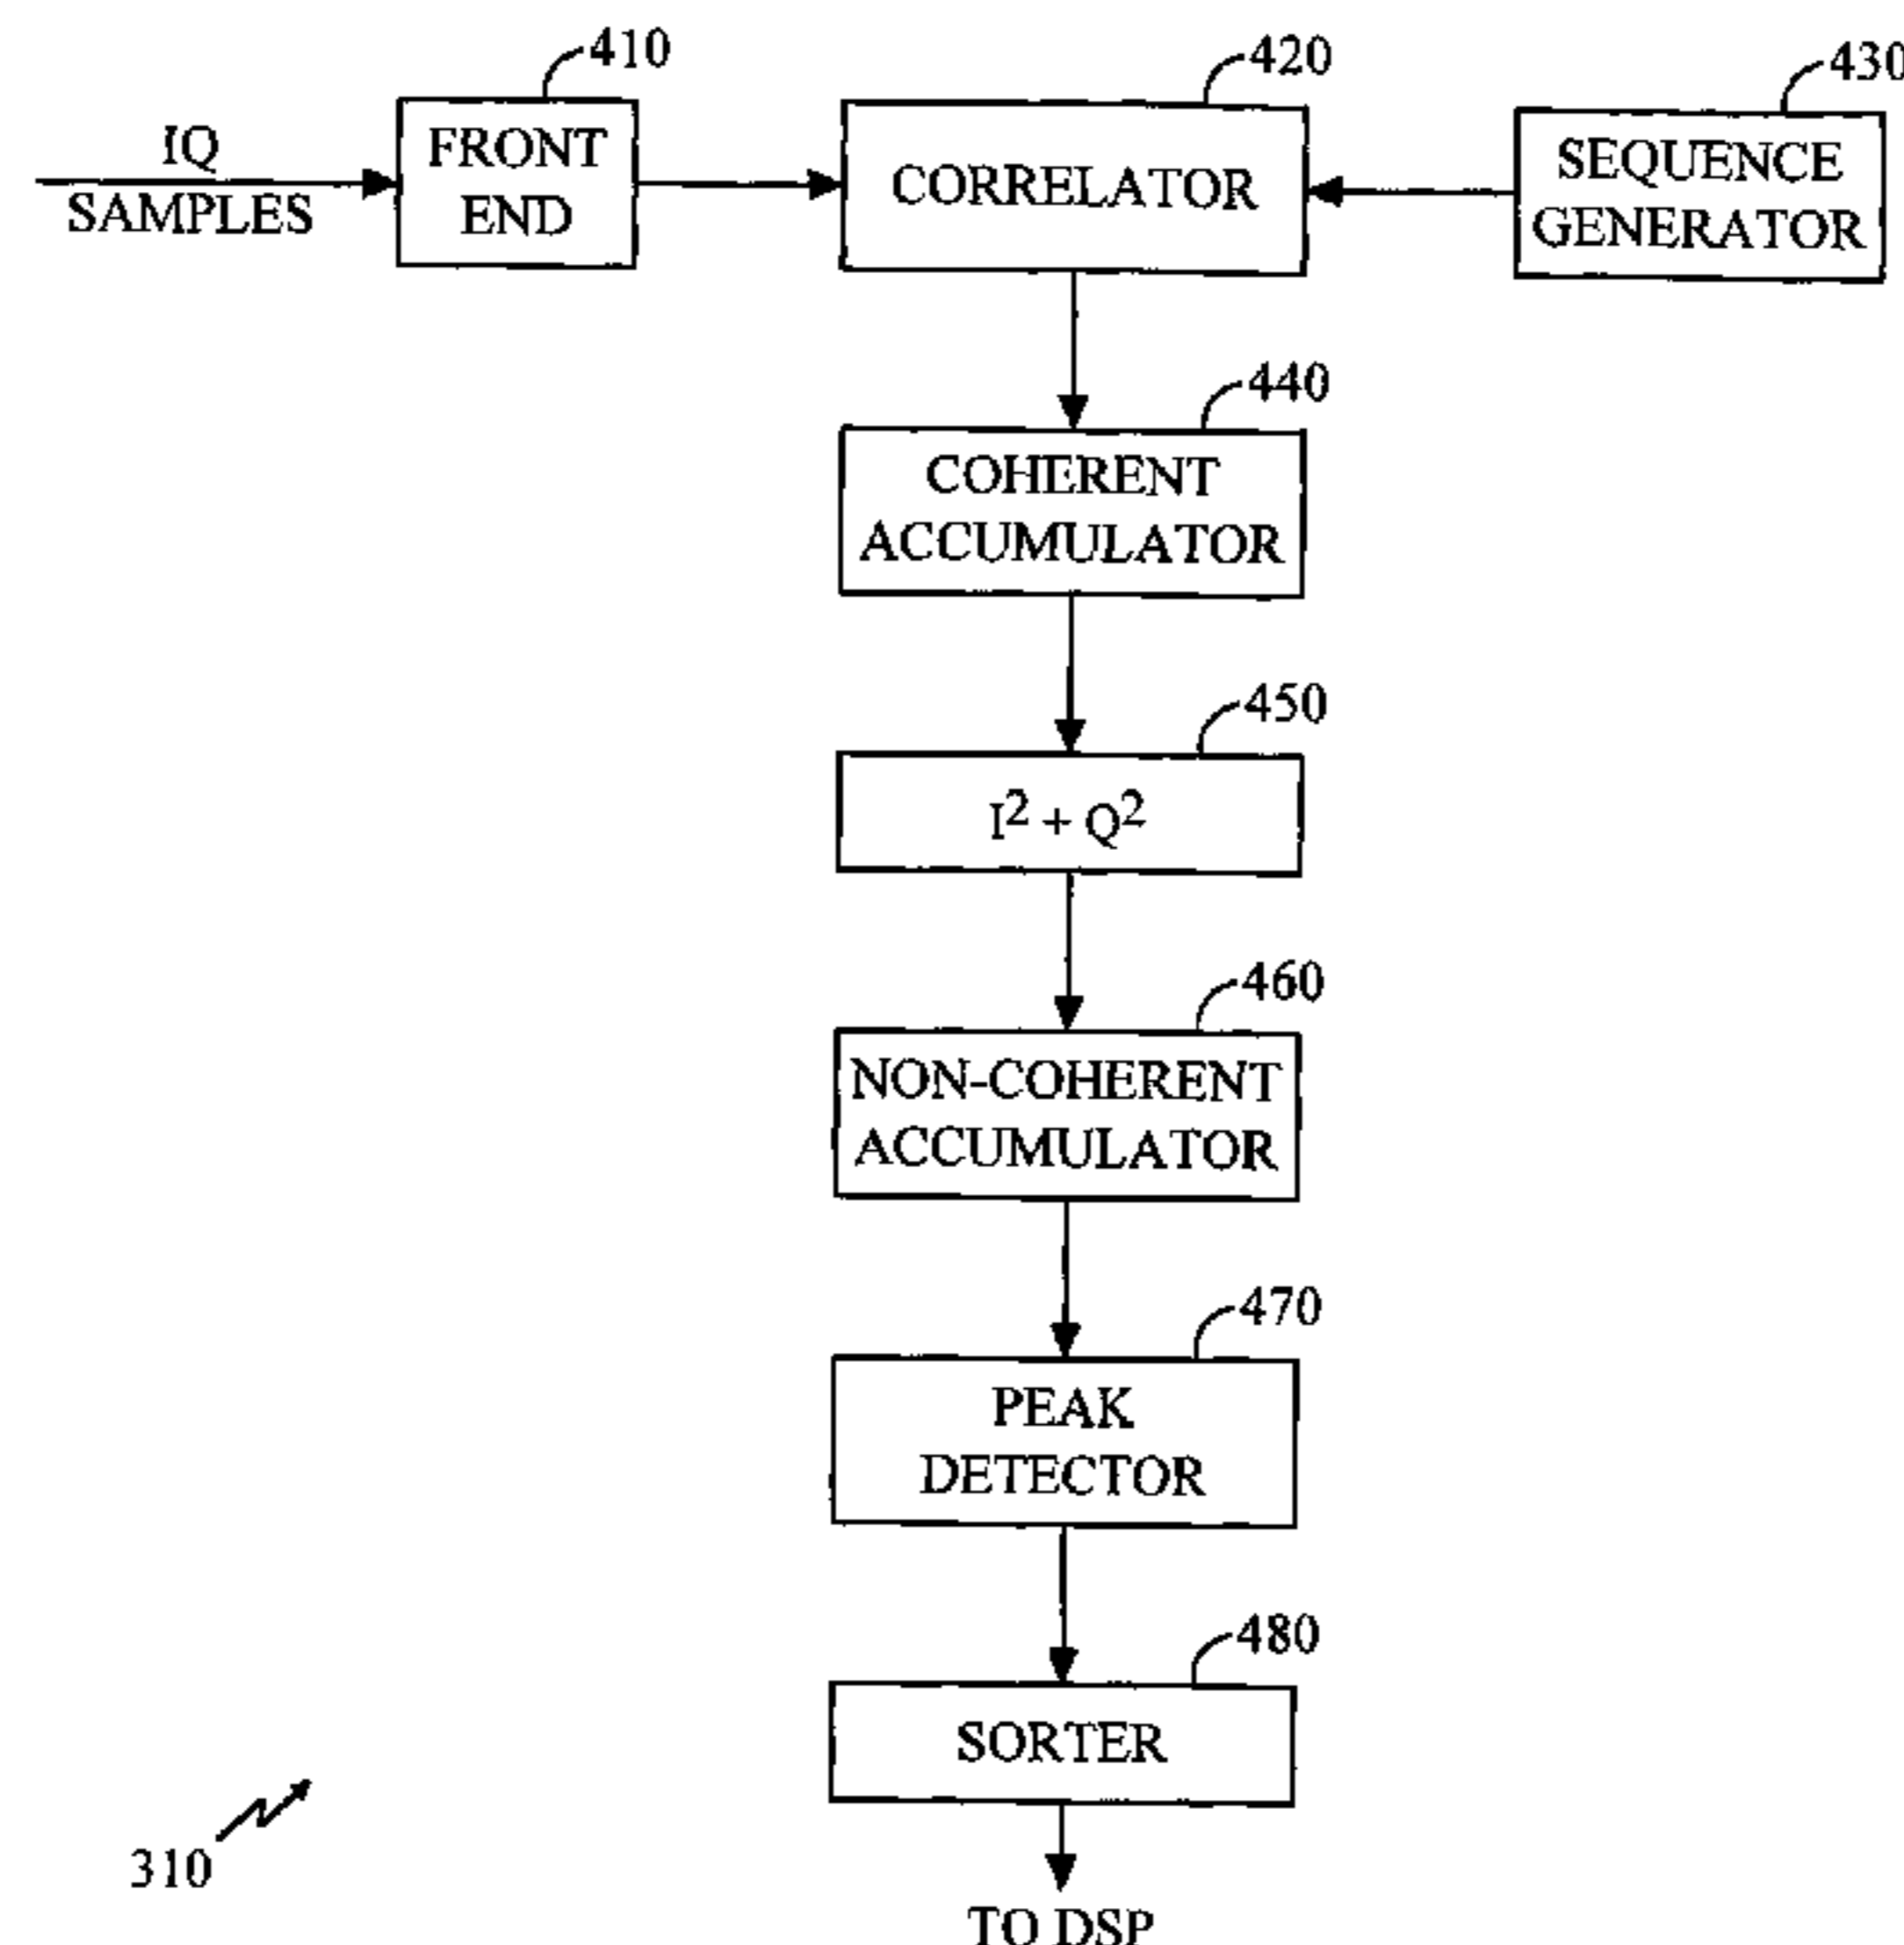 410
420
430
IQ
SAMPLES
FRONT
END
CORRELATOR
SEQUENCE
GENERATOR
440
COHERENT
ACCUMULATOR
450
I² + Q²
460
NON-COHERENT
ACCUMULATOR
470
PEAK
DETECTOR
480
SORTER
310
TO DSP